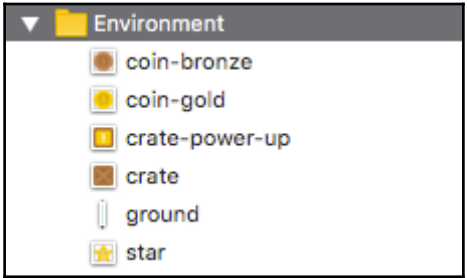 Environment
coin-bronze
coin-gold
crate-power-up
crate
ground
star